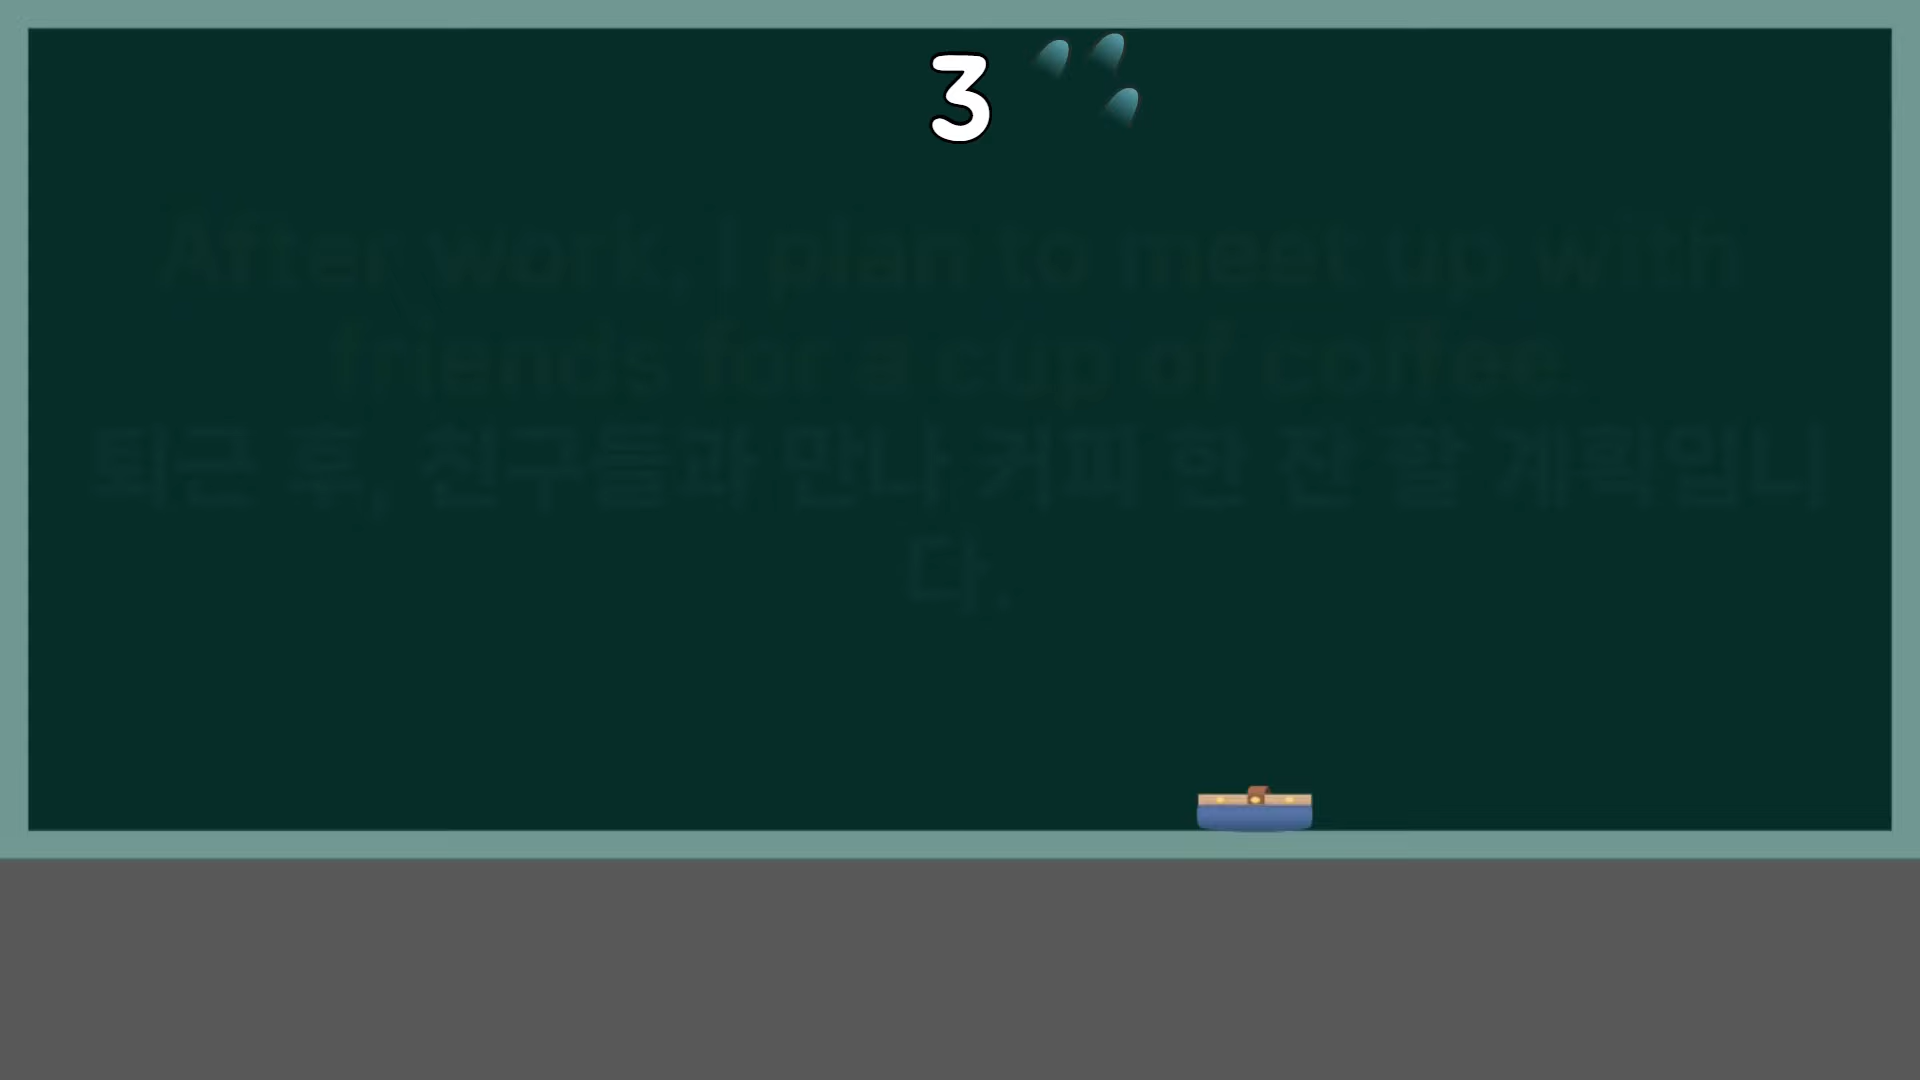 3
After work, I plan to meet up with
friends for a cup of coffee.
퇴근 후, 친구들과 만나 커피 한 잔 할 계획입니
다.